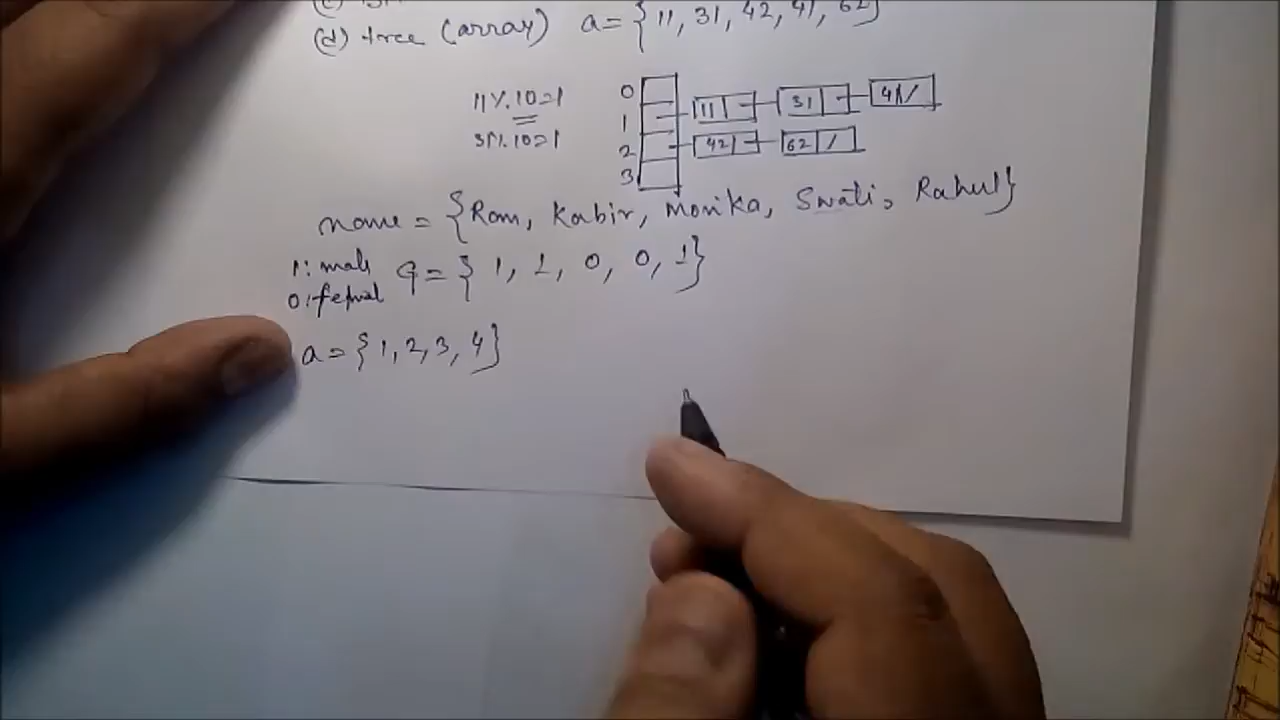 (d) tree (array) a = {11, 31, 42, 41, 62}
11%10=1
31%10=1
0
1 11 31 41 /
2 42 62 /
3
name = {Ram, Kabir, Monika, Swati, Rahul}
1: male G = {1, 1, 0, 0, 1}
0: femal
a = {1, 2, 3, 4}